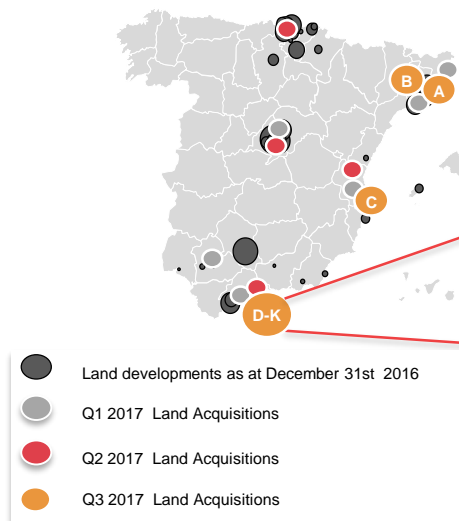 B
A
C
D-K
Land developments as at December 31st 2016
Q1 2017 Land Acquisitions
Q2 2017 Land Acquisitions
Q3 2017 Land Acquisitions